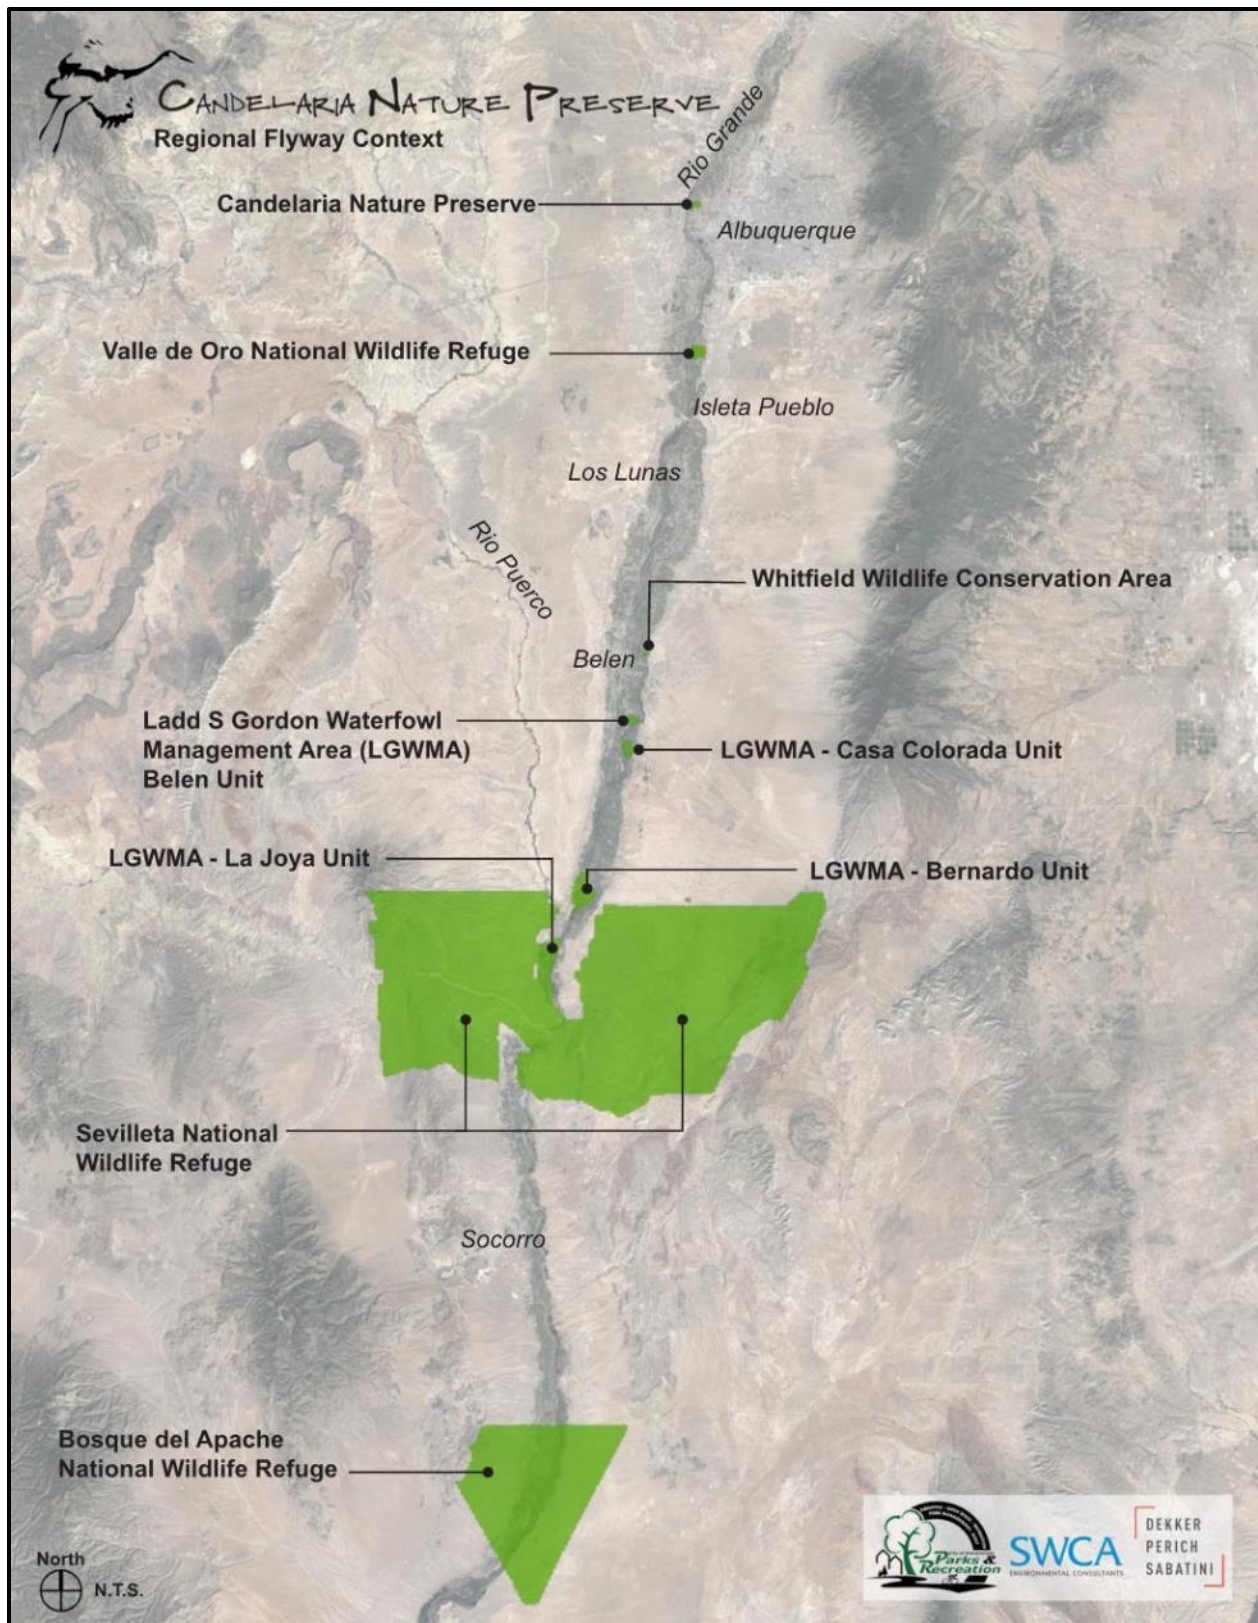 CANDELARIA NATURE PRESERVE
Regional Flyway Context
Rio Grande
Candelaria Nature Preserve
Albuquerque
Valle de Oro National Wildlife Refuge
Isleta Pueblo
Los Lunas
Rio Puerco
Whitfield Wildlife Conservation Area
Belen
Ladd S Gordon Waterfowl
Management Area (LGWMA)
Belen Unit
LGWMA - Casa Colorada Unit
LGWMA - La Joya Unit
LGWMA - Bernardo Unit
Sevilleta National
Wildlife Refuge
Socorro
Bosque del Apache
National Wildlife Refuge
North
N.T.S.
Parks &
Recreation
SWCA
ENVIRONMENTAL CONSULTANTS
DEKKER
PERICH
SABATINI